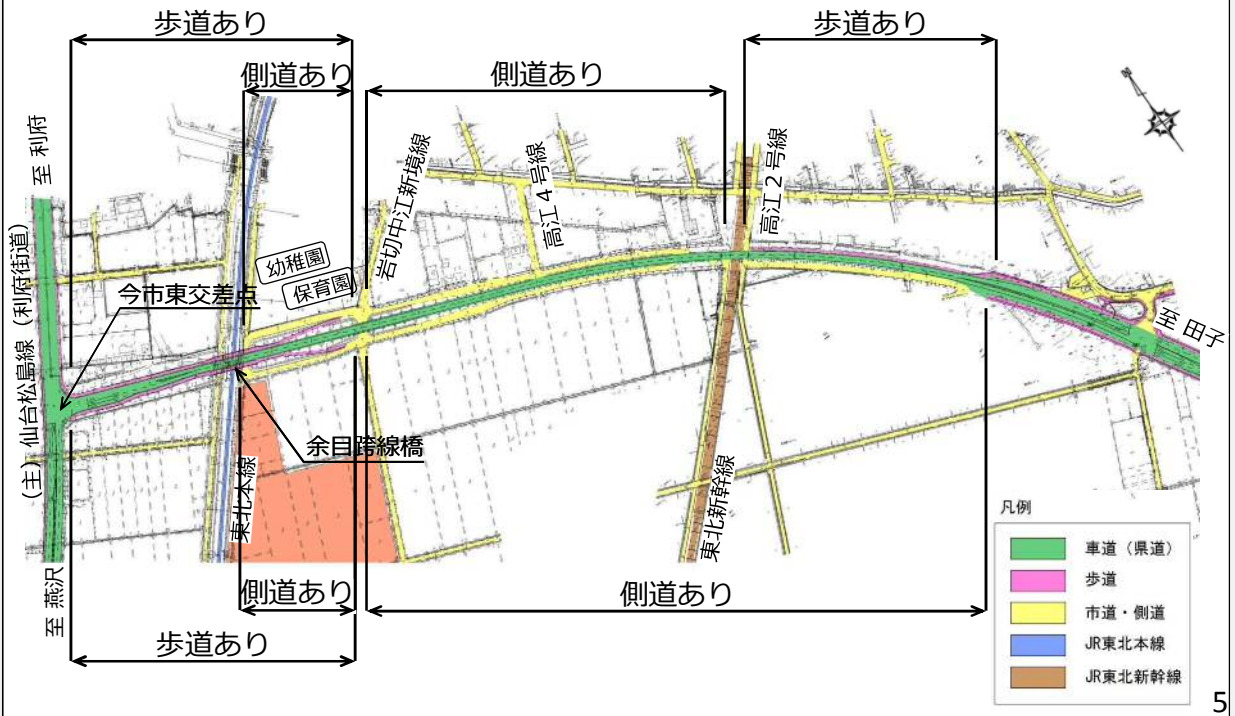 歩道あり
歩道あり
側道あり
側道あり
至 利府
(主) 仙台松島線 (利府街道)
今市東交差点
幼稚園
保育園
岩切中江新境線
高江４号線
高江２号線
至 田子
余目跨線橋
東北本線
東北新幹線
至 燕沢
側道あり
側道あり
歩道あり
凡例
車道（県道）
歩道
市道・側道
JR東北本線
JR東北新幹線
5